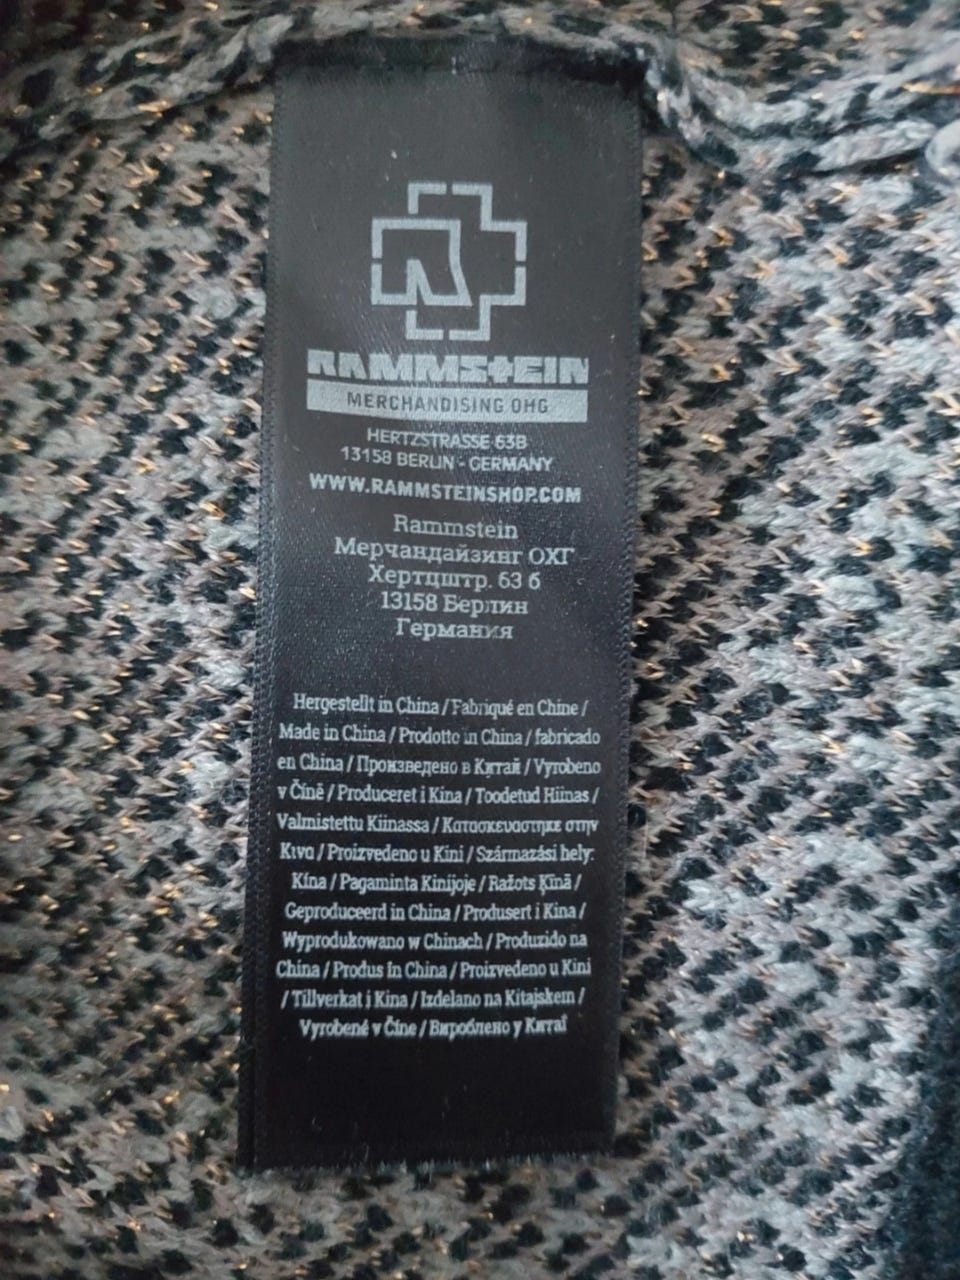 RAMMSTEIN
MERCHANDISING OHG
HERTZSTRASSE 63B
13158 BERLIN - GERMANY
WWW.RAMMSTEINSHOP.COM
Rammstein
Мерчандайзинг ОХГ
Хертцштр. 63 б
13158 Берлин
Германия
Hergestellt in China / Fabriqué en Chine /
Made in China / Prodotto in China / fabricado
en China / Произведено в Китай / Vyrobeno
v Číně / Produceret i Kina / Toodetud Hiinas /
Valmistettu Kiinassa / Κατασκευαστηκε στην
Κινα / Proizvedeno u Kini / Származási hely:
Kína / Pagaminta Kinijoje / Ražots Ķīnā /
Geproduceerd in China / Produsert i Kina /
Wyprodukowano w Chinach / Produzido na
China / Produs în China / Proizvedeno u Kini
/ Tillverkat i Kina / Izdelano na Kitajskem /
Vyrobené v Číne / Вироблено у Китаї